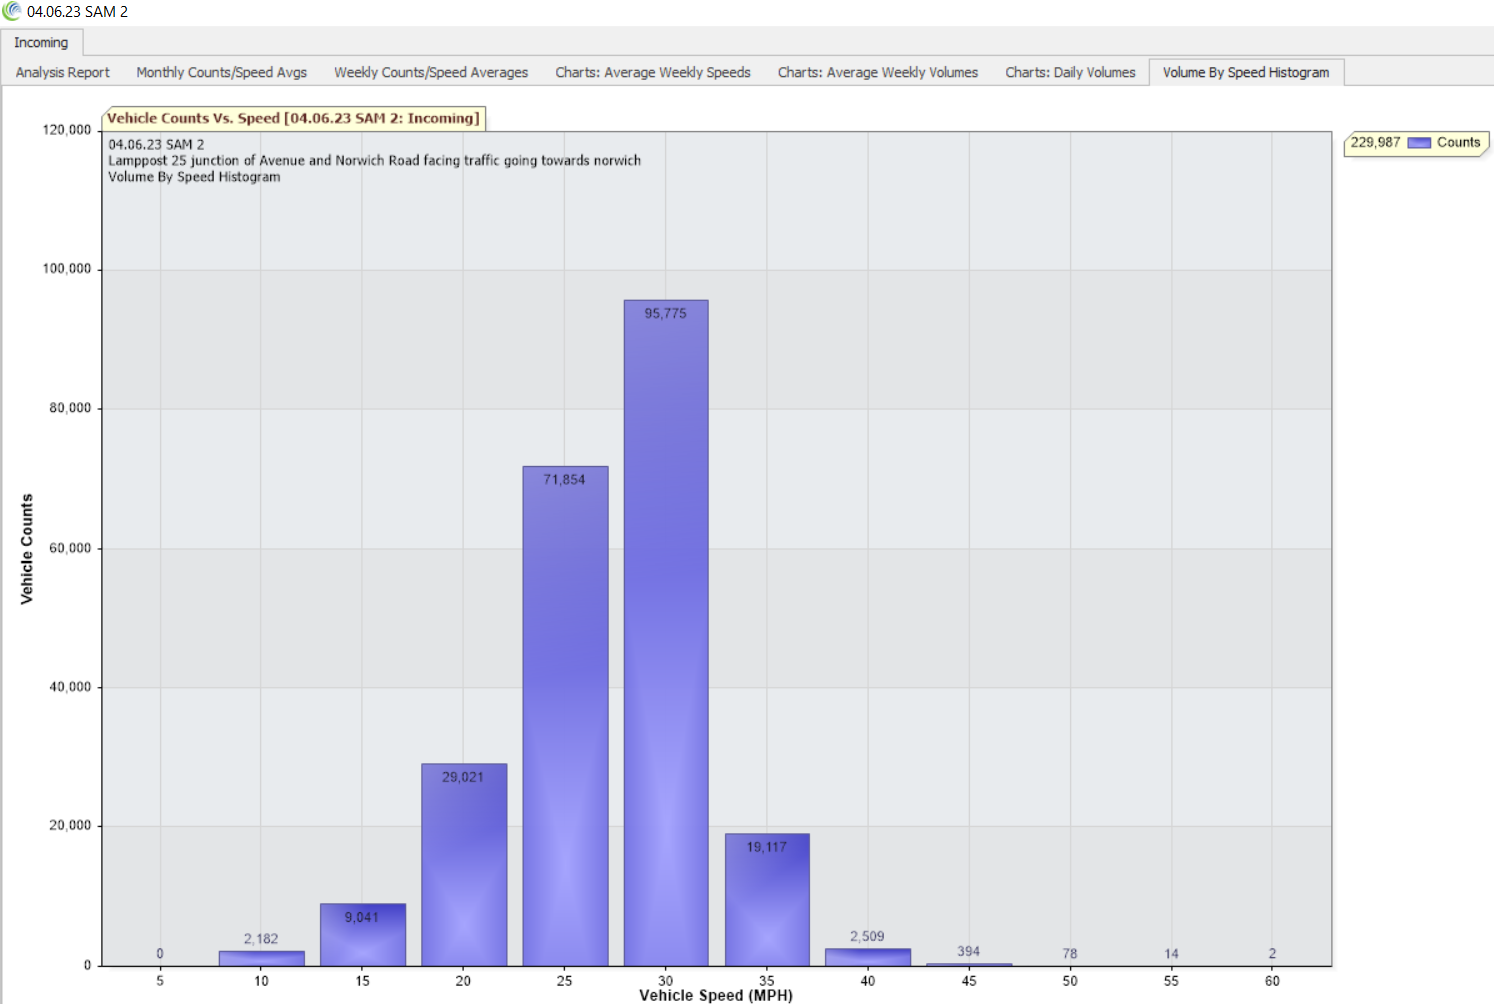 04.06.23 SAM 2
Incoming
Analysis Report Monthly Counts/Speed Avgs Weekly Counts/Speed Averages Charts: Average Weekly Speeds Charts: Average Weekly Volumes Charts: Daily Volumes Volume By Speed Histogram
Vehicle Counts Vs. Speed [04.06.23 SAM 2: Incoming]
04.06.23 SAM 2
Lamppost 25 junction of Avenue and Norwich Road facing traffic going towards norwich
Volume By Speed Histogram
229,987 Counts
120,000
100,000
80,000
60,000
40,000
20,000
0
Vehicle Counts
0
2,182
9,041
29,021
71,854
95,775
19,117
2,509
394
78
14
2
5 10 15 20 25 30 35 40 45 50 55 60
Vehicle Speed (MPH)